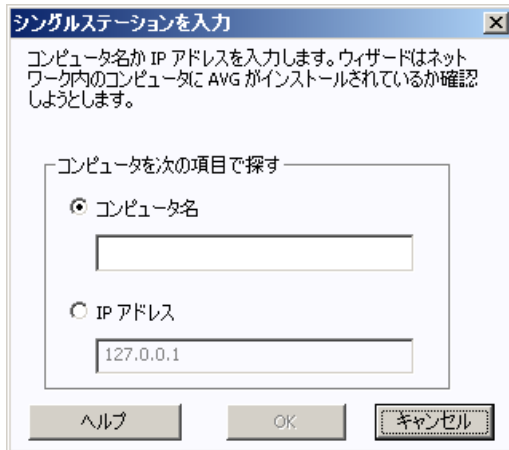 シングルステーションを入力
コンピュータ名か IP アドレスを入力します。ウィザードはネット
ワーク内のコンピュータに AVG がインストールされているか確認
しようとします。
コンピュータを次の項目で探す
コンピュータ名
IP アドレス
127.0.0.1
ヘルプ
OK
キャンセル